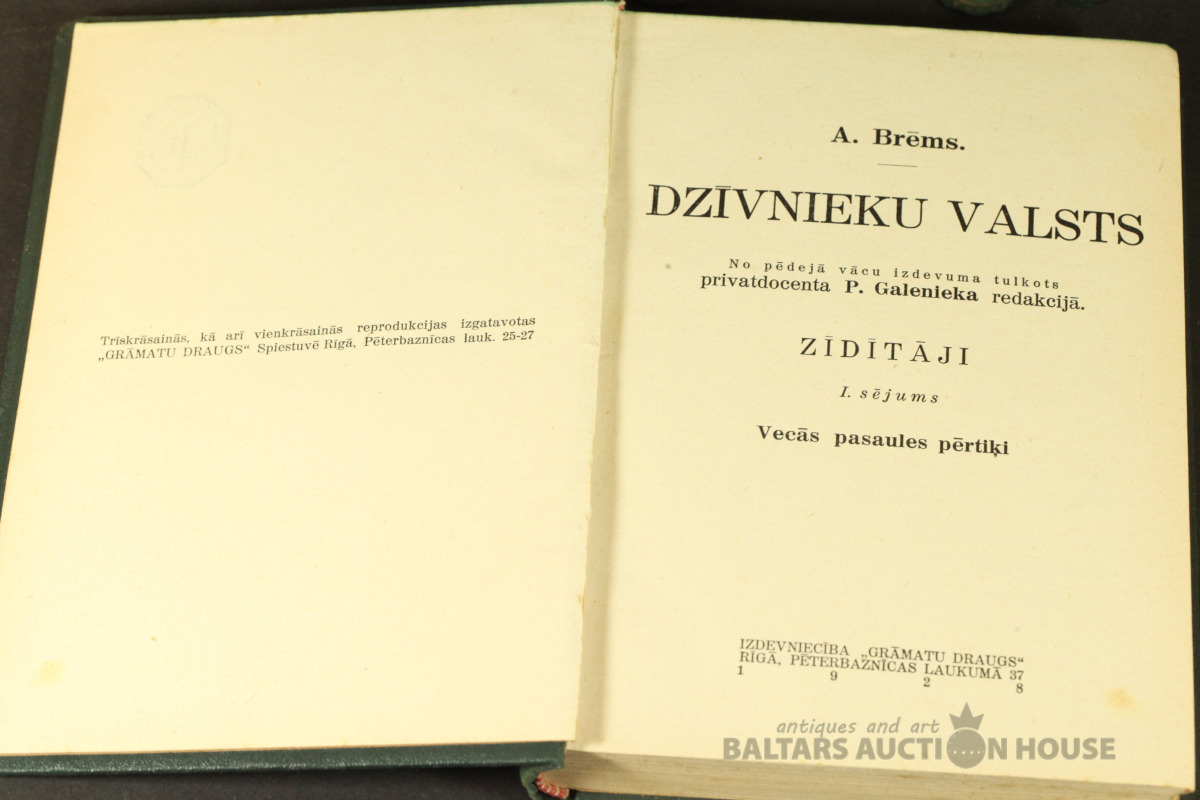 Trīskrāsainās, kā arī vienkrāsainās reprodukcijas izgatavotas
„GRĀMATU DRAUGS“ Spiestuvē Rīgā, Pēterbaznīcas lauk. 25-27
A. Brēms.
DZĪVNIEKU VALSTS
No pēdejā vācu izdevuma tulkots
privatdocenta P. Galenieka redakcijā.
ZĪDĪTĀJI
I. sējums
Vecās pasaules pērtiķi
IZDEVNIECĪBA „GRĀMATU DRAUGS“
RĪGĀ, PĒTERBAZNĪCAS LAUKUMĀ 37
1 9 2 8
antiques and art
BALTARS AUCTION HOUSE